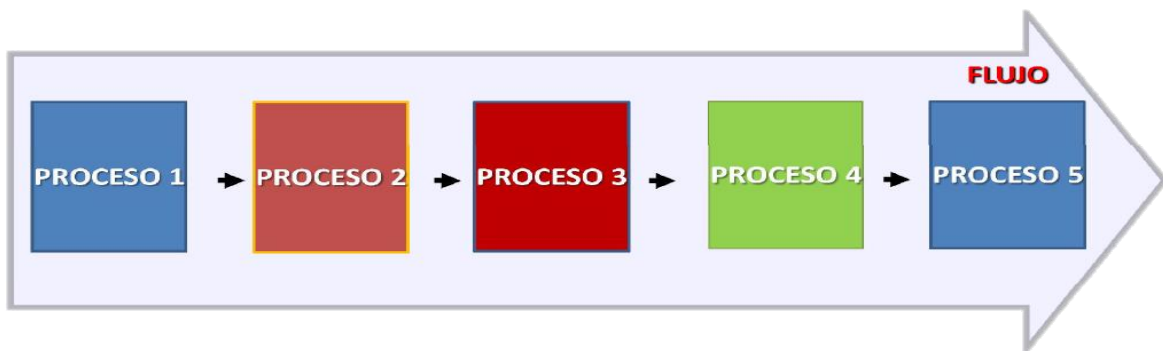 FLUJO
PROCESO 1
PROCESO 2
PROCESO 3
PROCESO 4
PROCESO 5